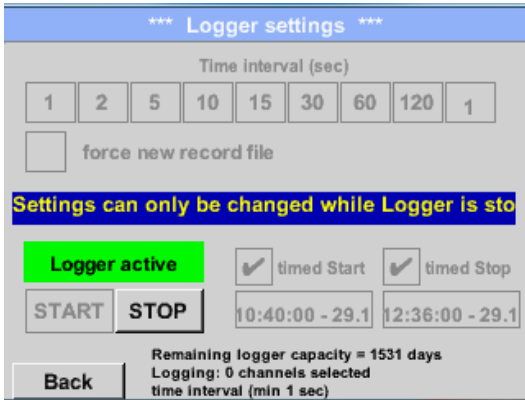 *** Logger settings ***
Time interval (sec)
1 2 5 10 15 30 60 120 1
force new record file
Settings can only be changed while Logger is sto
Logger active ✔ timed Start ✔ timed Stop
START STOP 10:40:00 - 29.1 12:36:00 - 29.1
Remaining logger capacity = 1531 days
Logging: 0 channels selected
Back time interval (min 1 sec)